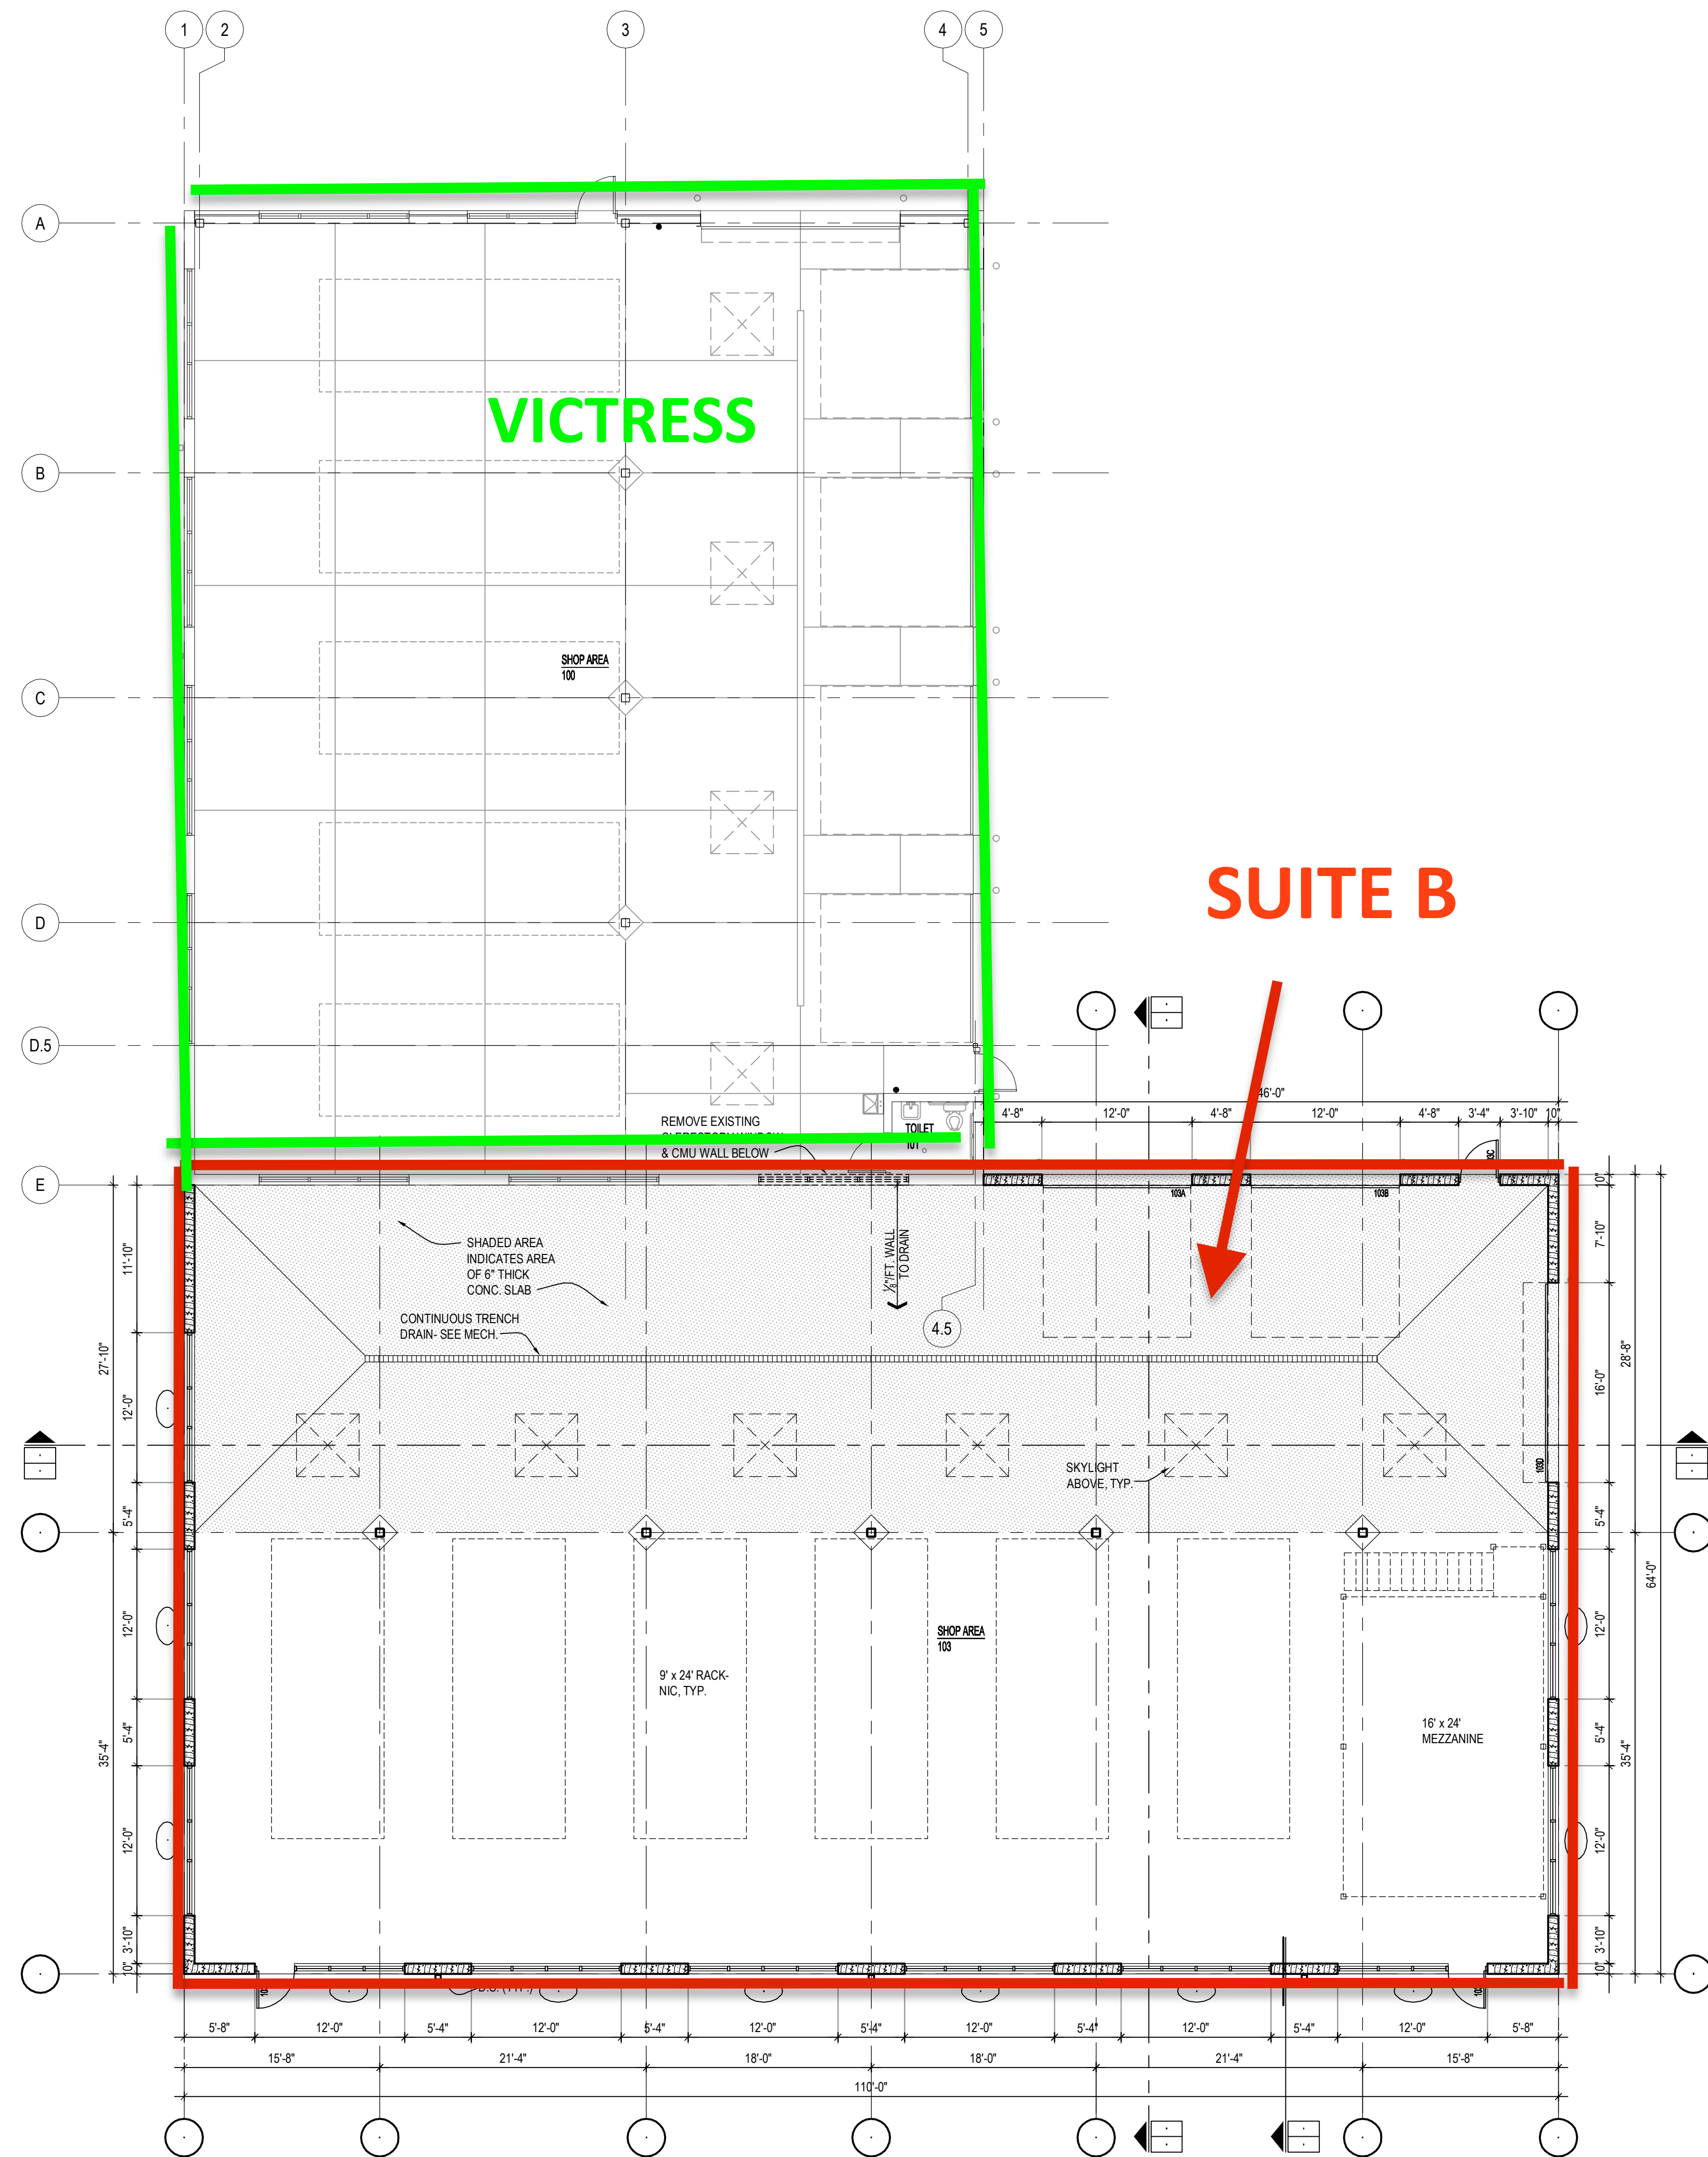 1
2
3
4
5
A
VICTRESS
B
SHOP AREA
100
C
SUITE B
D
D.5
46'-0"
REMOVE EXISTING
& CMU WALL BELOW
TOILET
101
4'-8"
12'-0"
4'-8"
12'-0"
4'-8"
3'-4"
3'-10"
10"
E
103A
103B
10"
SHADED AREA
INDICATES AREA
OF 6" THICK
CONC. SLAB
1/8"/FT. WALL
TO DRAIN
11'-10"
7'-10"
CONTINUOUS TRENCH
DRAIN- SEE MECH.
4.5
27'-10"
28'-8"
12'-0"
16'-0"
SKYLIGHT
ABOVE, TYP.
103D
5'-4"
5'-4"
64'-0"
12'-0"
12'-0"
SHOP AREA
103
9' x 24' RACK-
NIC, TYP.
16' x 24'
MEZZANINE
5'-4"
5'-4"
35'-4"
35'-4"
12'-0"
12'-0"
3'-10"
3'-10"
10"
10"
5'-8"
12'-0"
5'-4"
12'-0"
5'-4"
12'-0"
5'-4"
12'-0"
5'-4"
12'-0"
5'-4"
12'-0"
5'-8"
15'-8"
21'-4"
18'-0"
18'-0"
21'-4"
15'-8"
110'-0"